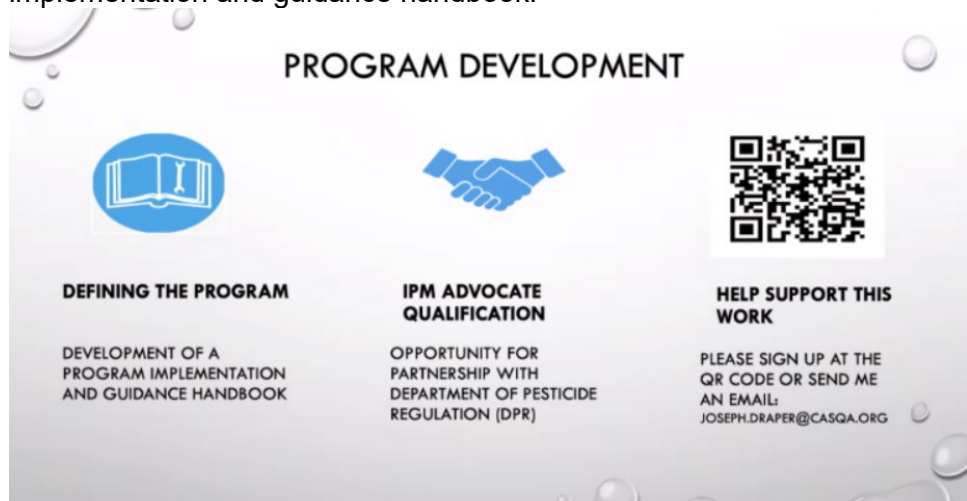 implementation and guidance handbook.
PROGRAM DEVELOPMENT
DEFINING THE PROGRAM
DEVELOPMENT OF A
PROGRAM IMPLEMENTATION
AND GUIDANCE HANDBOOK
IPM ADVOCATE
QUALIFICATION
OPPORTUNITY FOR
PARTNERSHIP WITH
DEPARTMENT OF PESTICIDE
REGULATION (DPR)
HELP SUPPORT THIS
WORK
PLEASE SIGN UP AT THE
QR CODE OR SEND ME
AN EMAIL:
JOSEPH.DRAPER@CASQA.ORG